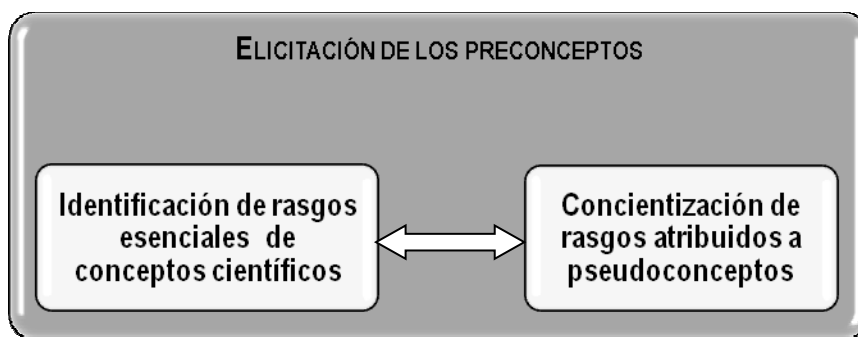 ELICITACIÓN DE LOS PRECONCEPTOS
Identificación de rasgos
esenciales de
conceptos científicos
Concientización de
rasgos atribuidos a
pseudoconceptos